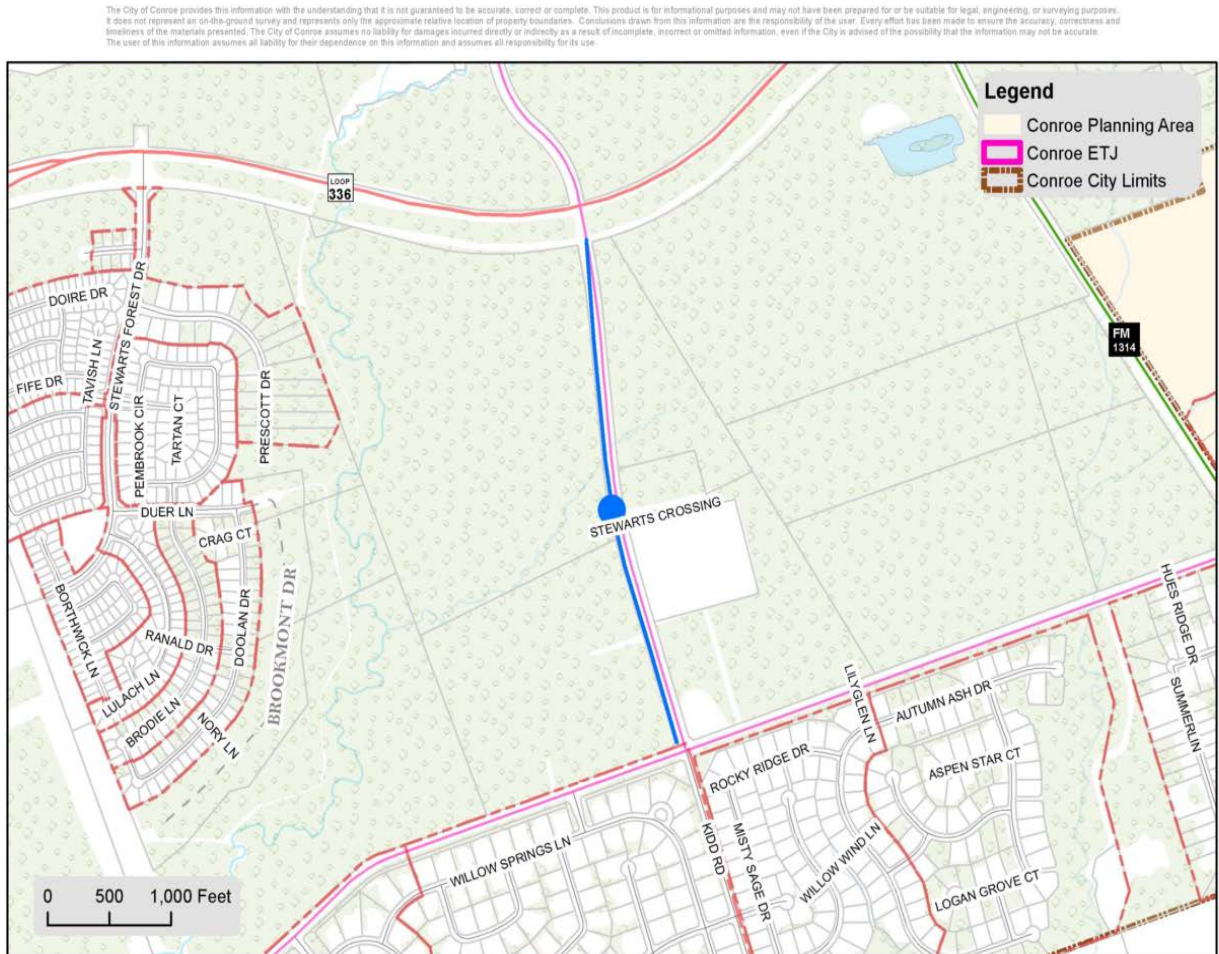 The City of Conroe provides this information with the understanding that it is not guaranteed to be accurate, correct or complete. This product is for informational purposes and may not have been prepared for or be suitable for legal, engineering, or surveying purposes.
It does not represent an on-the-ground survey and represents only the approximate relative location of property boundaries. Conclusions drawn from this information are the responsibility of the user. Every effort has been made to ensure the accuracy, correctness and
timeliness of the materials presented. The City of Conroe assumes no liability for damages incurred directly or indirectly as a result of incomplete, incorrect or omitted information, even if the City is advised of the possibility that the information may not be accurate.
The user of this information assumes all liability for their dependence on this information and assumes all responsibility for its use.
Legend
Conroe Planning Area
Conroe ETJ
Conroe City Limits
LOOP
336
DOIRE DR
STEWARTS FOREST DR
TAVISH LN
FIFE DR
PEMBROOK CIR
TARTAN CT
PRESCOTT DR
FM
1314
DUER LN
CRAG CT
STEWARTS CROSSING
BORTHWICK LN
RANALD DR
DOOLAN DR
BROOKMONT DR
LULACH LN
BRODIE LN
NORY LN
HUES RIDGE DR
SUMMERLIN
LILYGLEN LN
AUTUMN ASH DR
ROCKY RIDGE DR
ASPEN STAR CT
KIDD RD
MISTY SAGE DR
WILLOW SPRINGS LN
WILLOW WIND LN
LOGAN GROVE CT
0 500 1,000 Feet